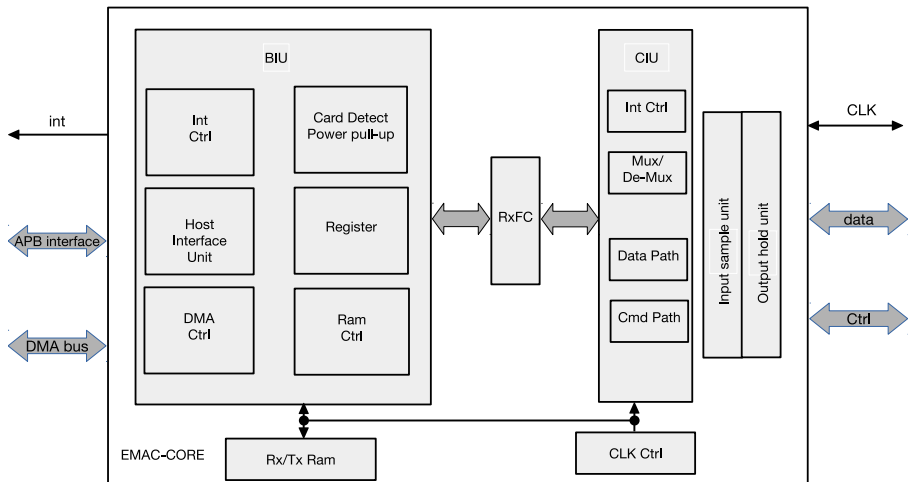 BIU
CIU
Int
Ctrl
Card Detect
Power pull-up
Int Ctrl
int
CLK
Mux/
De-Mux
Host
Interface
Unit
Register
RxFC
APB interface
data
Data Path
Input sample unit
Output hold unit
DMA
Ctrl
Ram
Ctrl
Cmd Path
DMA bus
Ctrl
EMAC-CORE
Rx/Tx Ram
CLK Ctrl